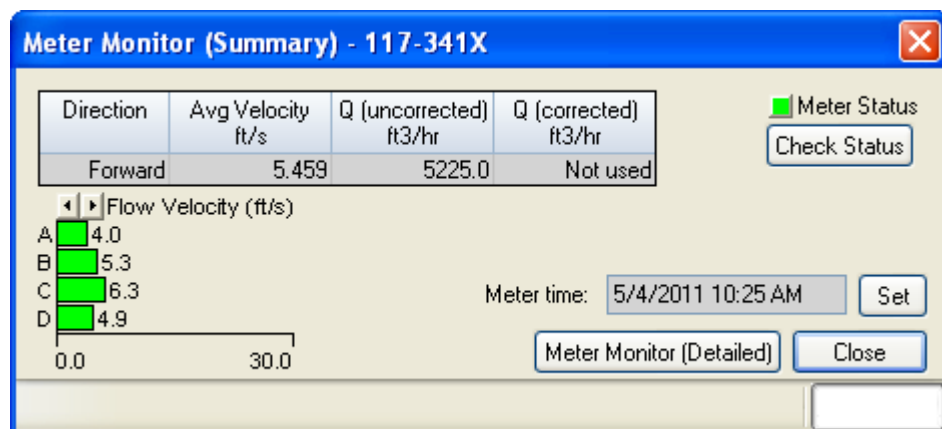 Meter Monitor (Summary) - 117-341X
Direction Avg Velocity ft/s Q (uncorrected) ft3/hr Q (corrected) ft3/hr
Forward 5.459 5225.0 Not used
Meter Status
Check Status
Flow Velocity (ft/s)
A 4.0
B 5.3
C 6.3
D 4.9
0.0 30.0
Meter time: 5/4/2011 10:25 AM Set
Meter Monitor (Detailed) Close